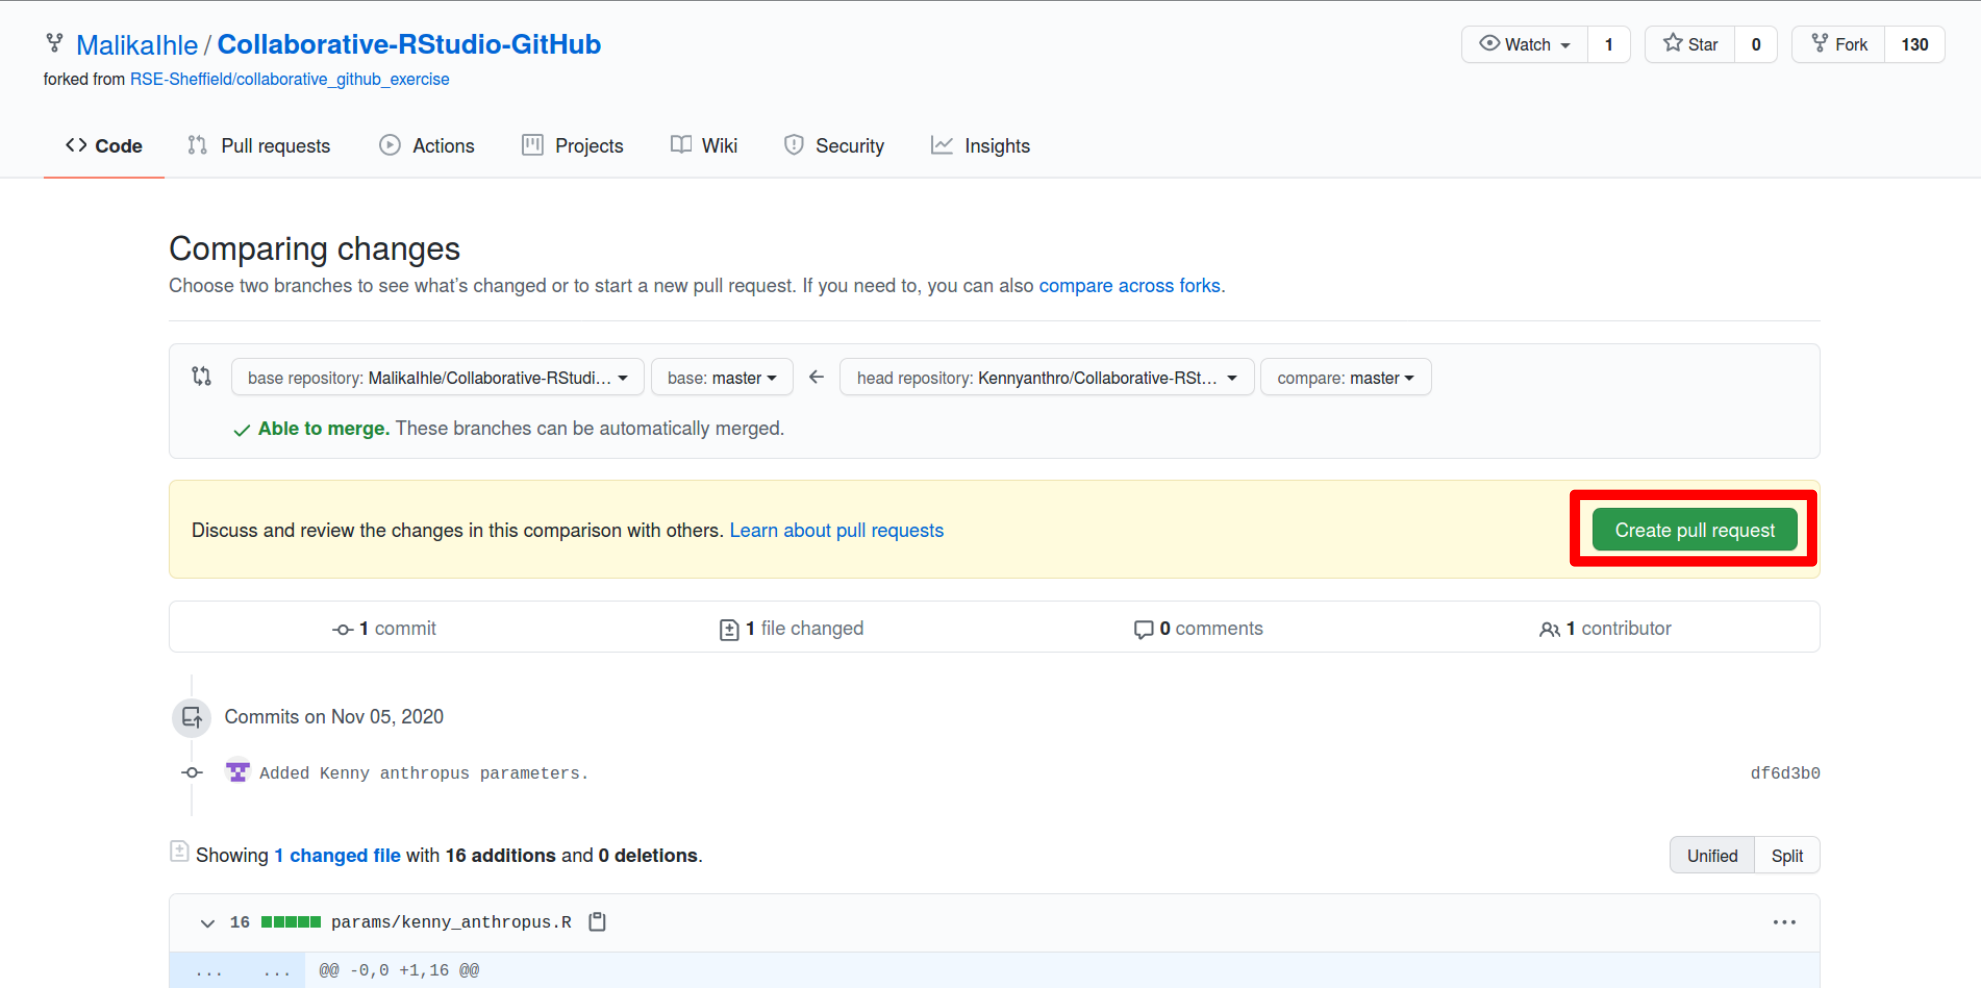 MalikaIhle / Collaborative-RStudio-GitHub
Watch 1 Star 0 Fork 130
forked from RSE-Sheffield/collaborative_github_exercise
Code Pull requests Actions Projects Wiki Security Insights
Comparing changes
Choose two branches to see what's changed or to start a new pull request. If you need to, you can also compare across forks.
base repository: MalikaIhle/Collaborative-RStudi... base: master ← head repository: Kennyanthro/Collaborative-RSt... compare: master
Able to merge. These branches can be automatically merged.
Discuss and review the changes in this comparison with others. Learn about pull requests
Create pull request
1 commit 1 file changed 0 comments 1 contributor
Commits on Nov 05, 2020
Added Kenny anthropus parameters. df6d3b0
Showing 1 changed file with 16 additions and 0 deletions.
Unified Split
16 params/kenny_anthropus.R ...
... ... @@ -0,0 +1,16 @@